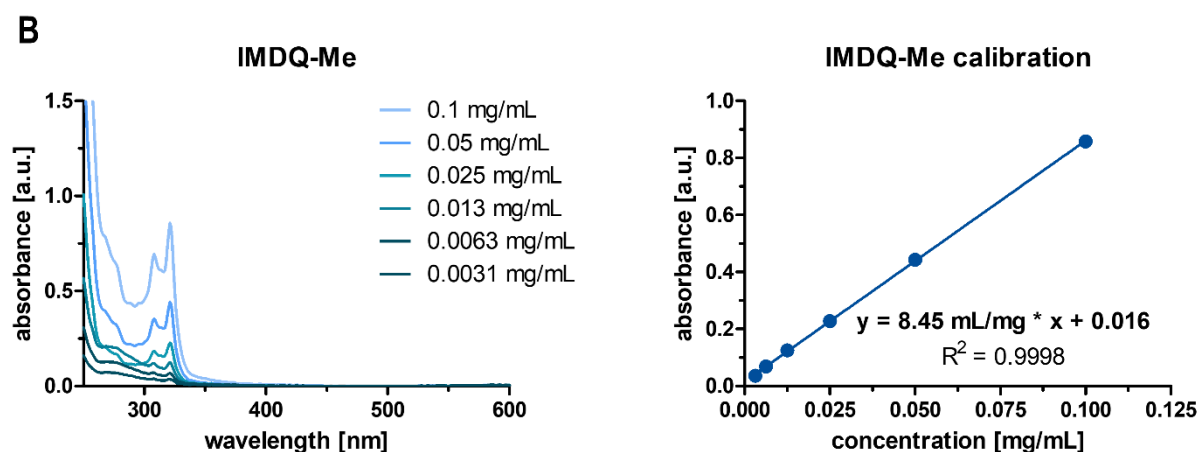 B
IMDQ-Me
1.5
1.0
0.5
0.0
absorbance [a.u.]
300
400
500
600
wavelength [nm]
0.1 mg/mL
0.05 mg/mL
0.025 mg/mL
0.013 mg/mL
0.0063 mg/mL
0.0031 mg/mL
IMDQ-Me calibration
1.0
0.8
0.6
0.4
0.2
0.0
absorbance [a.u.]
y = 8.45 mL/mg * x + 0.016
R² = 0.9998
0.000
0.025
0.050
0.075
0.100
0.125
concentration [mg/mL]